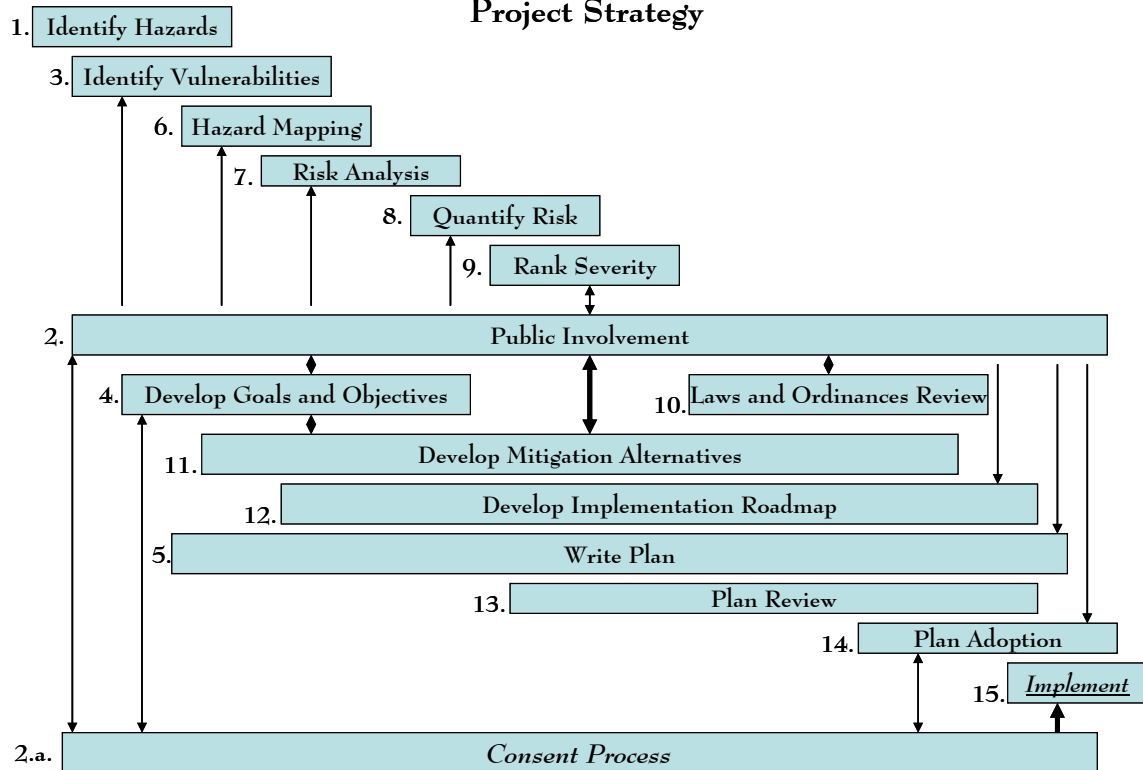 Project Strategy
1. Identify Hazards
3. Identify Vulnerabilities
6. Hazard Mapping
7. Risk Analysis
8. Quantify Risk
9. Rank Severity
2. Public Involvement
4. Develop Goals and Objectives
10. Laws and Ordinances Review
11. Develop Mitigation Alternatives
12. Develop Implementation Roadmap
5. Write Plan
13. Plan Review
14. Plan Adoption
15. Implement
2.a. Consent Process